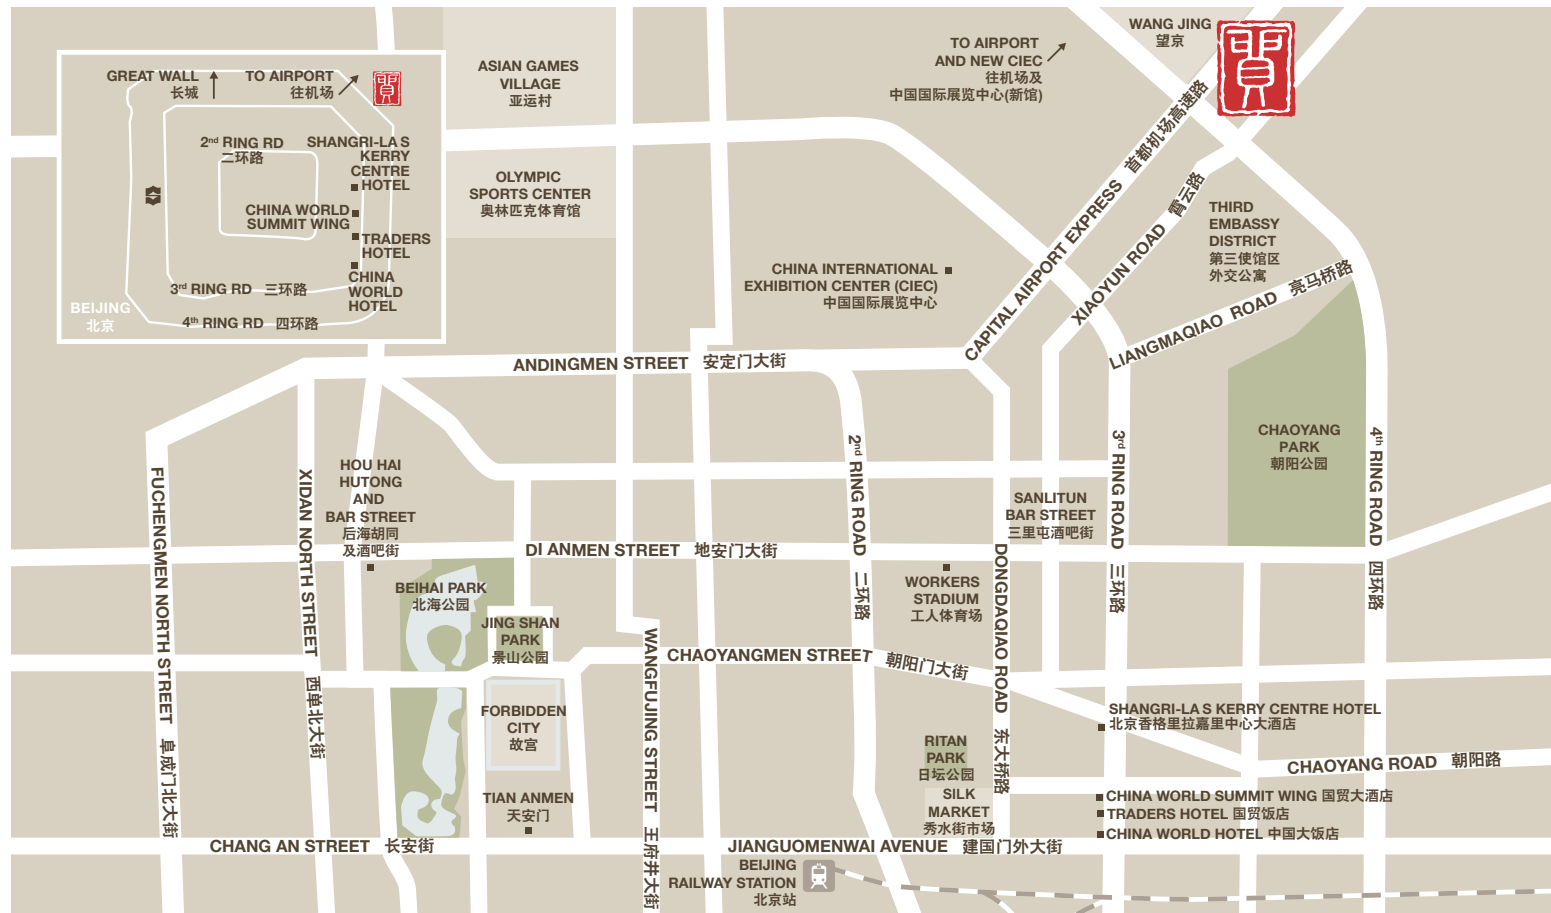 GREAT WALL
长城
TO AIRPORT
往机场
2nd RING RD
二环路
SHANGRI-LA S
KERRY
CENTRE
HOTEL
CHINA WORLD
SUMMIT WING
TRADERS
HOTEL
CHINA
WORLD
HOTEL
3rd RING RD 三环路
4th RING RD 四环路
BEIJING
北京
ASIAN GAMES
VILLAGE
亚运村
OLYMPIC
SPORTS CENTER
奥林匹克体育馆
TO AIRPORT
AND NEW CIEC
往机场及
中国国际展览中心(新馆)
WANG JING
望京
贾
CHINA INTERNATIONAL
EXHIBITION CENTER (CIEC)
中国国际展览中心
CAPITAL AIRPORT EXPRESS 首都机场高速路
XIAOYUN ROAD 霄云路
THIRD
EMBASSY
DISTRICT
第三使馆区
外交公寓
LIANGMAQIAO ROAD 亮马桥路
ANDINGMEN STREET 安定门大街
CHAOYANG
PARK
朝阳公园
FUCHENGMEN NORTH STREET 阜成门北大街
XIDAN NORTH STREET 西单北大街
HOU HAI
HUTONG
AND
BAR STREET
后海胡同
及酒吧街
2nd RING ROAD 二环路
SANLITUN
BAR STREET
三里屯酒吧街
3rd RING ROAD 三环路
4th RING ROAD 四环路
DI ANMEN STREET 地安门大街
DONGDAQIAO ROAD 东大桥路
BEIHAI PARK
北海公园
JING SHAN
PARK
景山公园
WORKERS
STADIUM
工人体育场
WANGFUJING STREET 王府井大街
CHAOYANGMEN STREET 朝阳门大街
FORBIDDEN
CITY
故宫
SHANGRI-LA S KERRY CENTRE HOTEL
北京香格里拉嘉里中心大酒店
RITAN
PARK
日坛公园
CHAOYANG ROAD 朝阳路
TIAN ANMEN
天安门
SILK
MARKET
秀水街市场
CHINA WORLD SUMMIT WING 国贸大酒店
TRADERS HOTEL 国贸饭店
CHINA WORLD HOTEL 中国大饭店
CHANG AN STREET 长安街
JIANGUOMENWAI AVENUE 建国门外大街
BEIJING
RAILWAY STATION
北京站